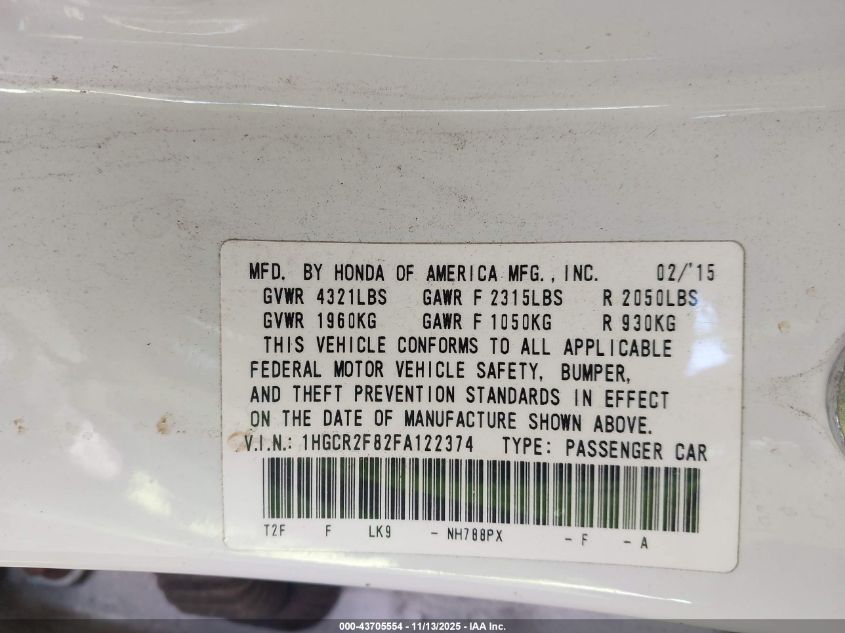 MFD. BY HONDA OF AMERICA MFG., INC. 02/'15
GVWR 4321LBS GAWR F 2315LBS R 2050LBS
GVWR 1960KG GAWR F 1050KG R 930KG
THIS VEHICLE CONFORMS TO ALL APPLICABLE
FEDERAL MOTOR VEHICLE SAFETY, BUMPER,
AND THEFT PREVENTION STANDARDS IN EFFECT
ON THE DATE OF MANUFACTURE SHOWN ABOVE.
V.I.N.: 1HGCR2F82FA122374 TYPE: PASSENGER CAR
T2F F LK9 - NH788PX - F - A
000-43705554 - 11/13/2025 - IAA Inc.